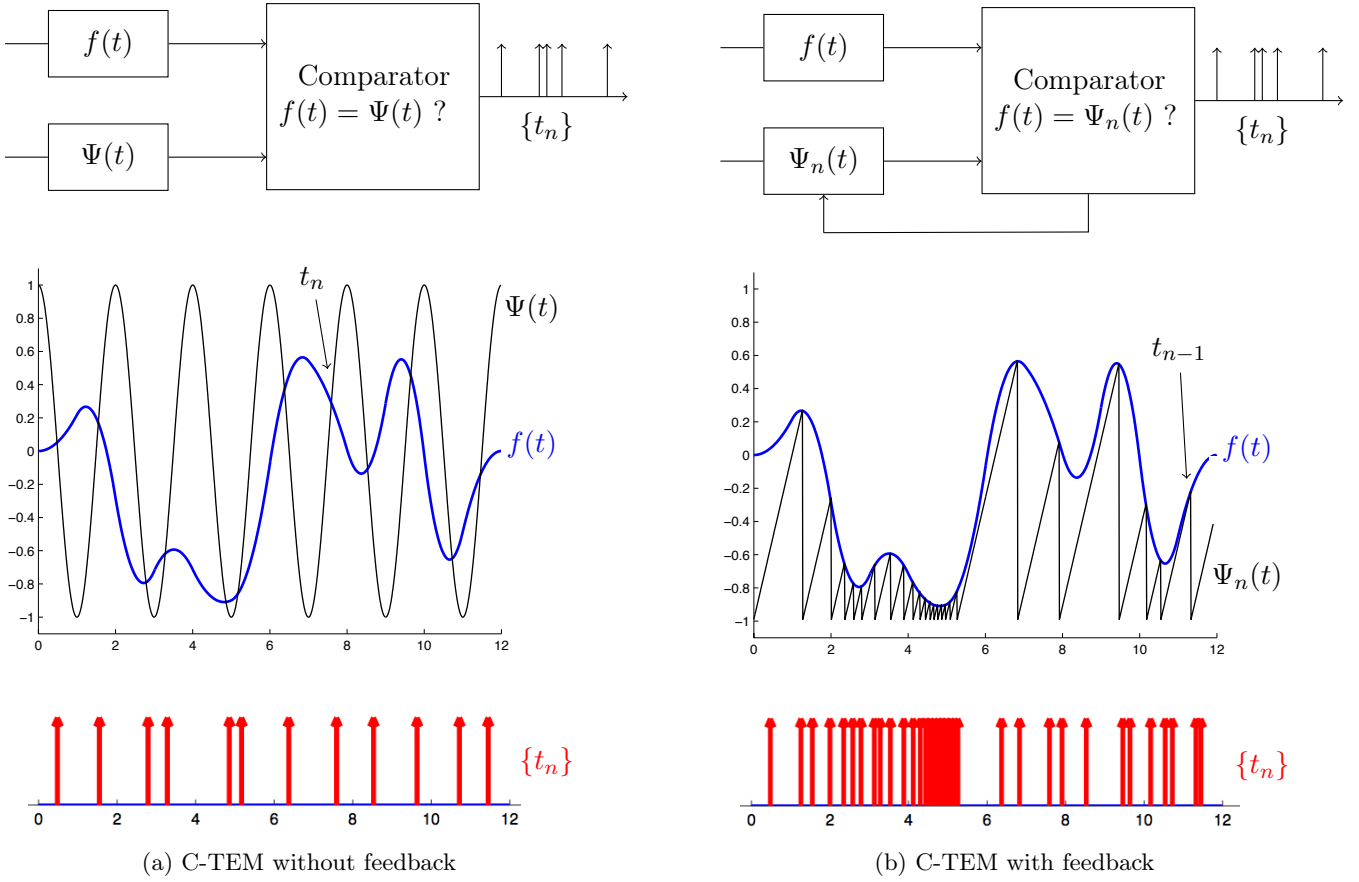 f(t)
Ψ(t)
Comparator
f(t) = Ψ(t) ?
{t_n}
1
0.8
0.6
0.4
0.2
0
−0.2
−0.4
−0.6
−0.8
−1
0 2 4 6 8 10 12
t_n
Ψ(t)
f(t)
{t_n}
0 2 4 6 8 10 12
(a) C-TEM without feedback
f(t)
Ψ_n(t)
Comparator
f(t) = Ψ_n(t) ?
{t_n}
1
0.8
0.6
0.4
0.2
0
−0.2
−0.4
−0.6
−0.8
−1
0 2 4 6 8 10 12
t_{n−1}
f(t)
Ψ_n(t)
{t_n}
0 2 4 6 8 10 12
(b) C-TEM with feedback